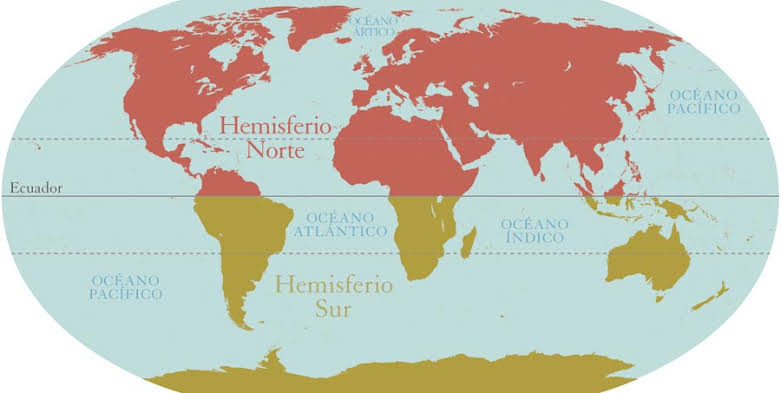 OCÉANO
ÁRTICO
OCÉANO
PACÍFICO
Hemisferio
Norte
Ecuador
OCÉANO
ATLÁNTICO
OCÉANO
ÍNDICO
OCÉANO
PACÍFICO
Hemisferio
Sur